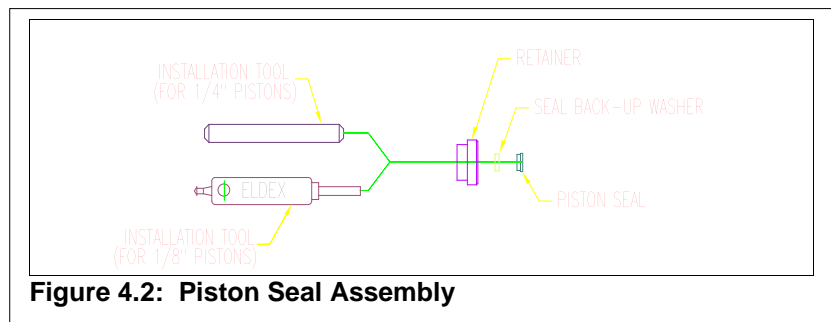 INSTALLATION TOOL
(FOR 1/4" PISTONS)
RETAINER
SEAL BACK-UP WASHER
ELDEX
PISTON SEAL
INSTALLATION TOOL
(FOR 1/8" PISTONS)
Figure 4.2: Piston Seal Assembly